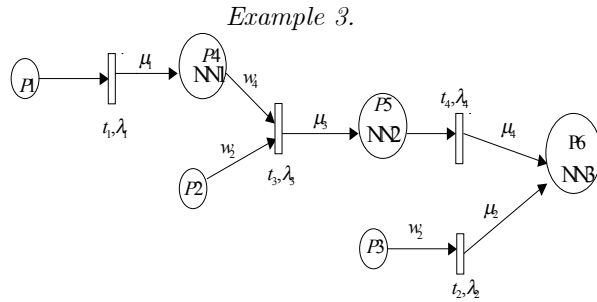 Example 3.
P1
μ₁
t₁,λ₁
P4
NN1
w₄
w₂
P2
t₃,λ₃
μ₃
P5
NN2
t₄,λ₄
μ₄
P6
NN3
P3
w₂
μ₂
t₂,λ₂